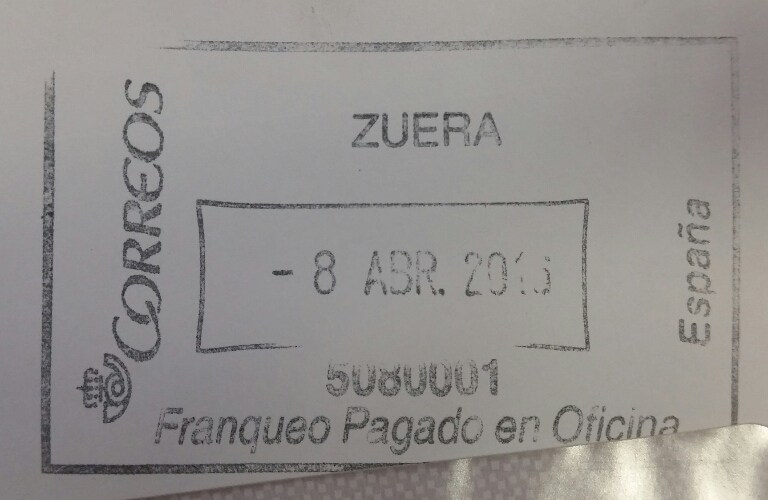 CORREOS
ZUERA
- 8 ABR.
5080001
España
Franqueo Pagado en Oficina